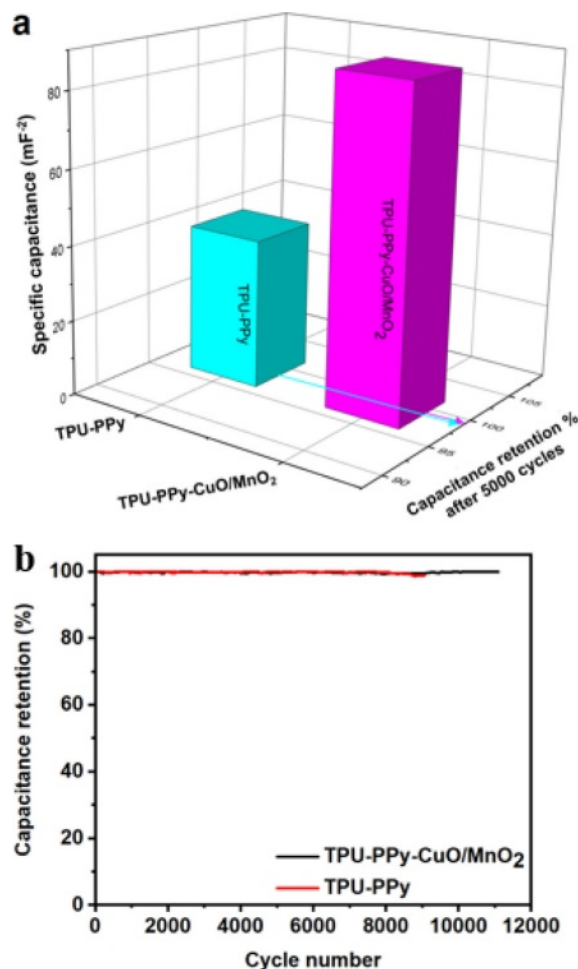 a
Specific capacitance (mF⁻²)
80
60
40
20
0
TPU-PPy
TPU-PPy-CuO/MnO₂
TPU-PPy
TPU-PPy-CuO/MnO₂
90
95
100
105
Capacitance retention %
after 5000 cycles
b
Capacitance retention (%)
100
80
60
40
20
0
TPU-PPy-CuO/MnO₂
TPU-PPy
0 2000 4000 6000 8000 10000 12000
Cycle number